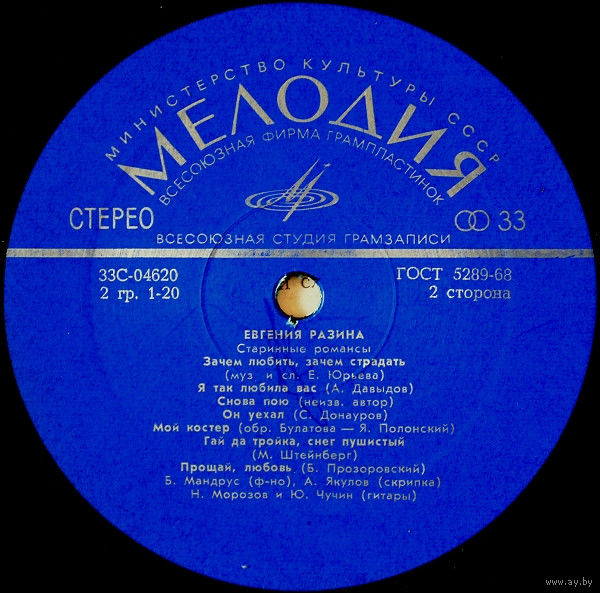 МИНИСТЕРСТВО КУЛЬТУРЫ СССР
МЕЛОДИЯ
ВСЕСОЮЗНАЯ ФИРМА ГРАМПЛАСТИНОК
СТЕРЕО
33
ВСЕСОЮЗНАЯ СТУДИЯ ГРАМЗАПИСИ
33С-04620
ГОСТ 5289-68
2 гр. 1-20
2 сторона
ЕВГЕНИЯ РАЗИНА
Старинные романсы
Зачем любить, зачем страдать
(муз и сл. Е. Юрьева)
Я так любила вас (А. Давыдов)
Снова пою (неизв. автор)
Он уехал (С. Донауров)
Мой костер (обр. Булатова — Я. Полонский)
Гай да тройка, снег пушистый
(М. Штейнберг)
Прощай, любовь (Б. Прозоровский)
Б. Мандрус (ф-но), А. Якулов (скрипка)
Н. Морозов и Ю. Чучин (гитары)
www.ay.by